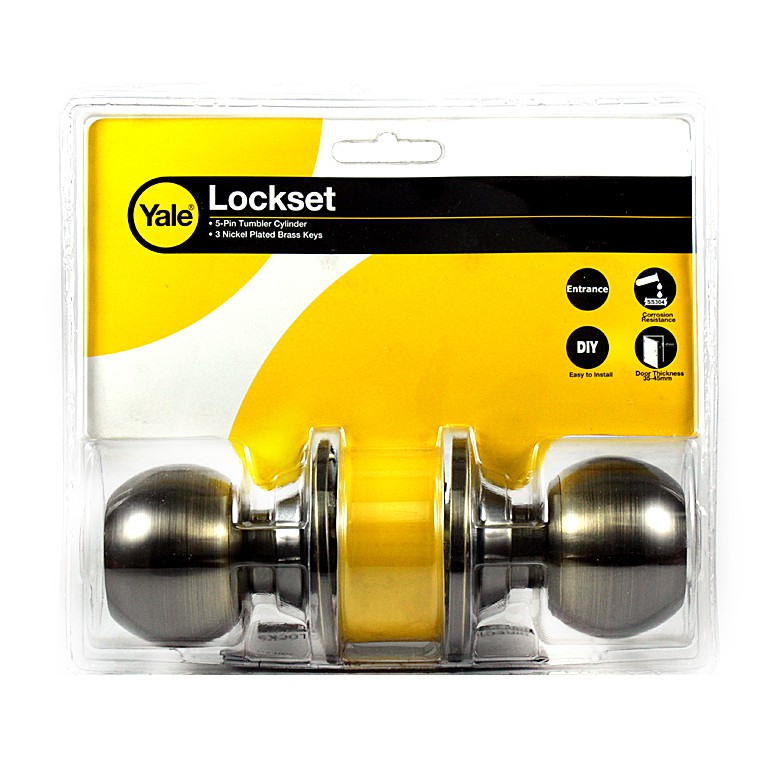 Yale®
Lockset
• 5-Pin Tumbler Cylinder
• 3 Nickel Plated Brass Keys
Entrance
SS304
Corrosion
Resistance
DIY
Easy to Install
Door Thickness
35-45mm
LOCKS